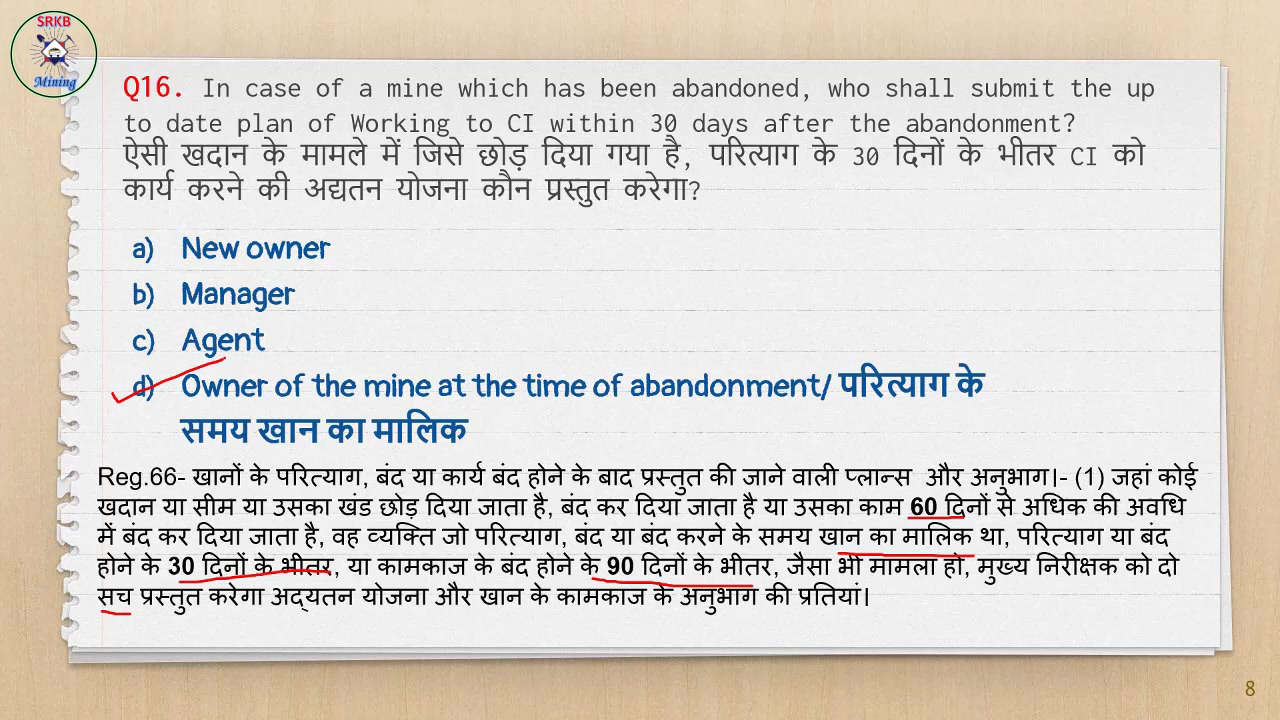 SRKB
Mining
Q16. In case of a mine which has been abandoned, who shall submit the up
to date plan of Working to CI within 30 days after the abandonment?
ऐसी खदान के मामले में जिसे छोड़ दिया गया है, परित्याग के 30 दिनों के भीतर CI को
कार्य करने की अद्यतन योजना कौन प्रस्तुत करेगा?
a) New owner
b) Manager
c) Agent
d) Owner of the mine at the time of abandonment/ परित्याग के
समय खान का मालिक
Reg.66- खानों के परित्याग, बंद या कार्य बंद होने के बाद प्रस्तुत की जाने वाली प्लान्स और अनुभाग।- (1) जहां कोई
खदान या सीम या उसका खंड छोड़ दिया जाता है, बंद कर दिया जाता है या उसका काम 60 दिनों से अधिक की अवधि
में बंद कर दिया जाता है, वह व्यक्ति जो परित्याग, बंद या बंद करने के समय खान का मालिक था, परित्याग या बंद
होने के 30 दिनों के भीतर, या कामकाज के बंद होने के 90 दिनों के भीतर, जैसा भी मामला हो, मुख्य निरीक्षक को दो
सच प्रस्तुत करेगा अद्‌यतन योजना और खान के कामकाज के अनुभाग की प्रतियां।
8